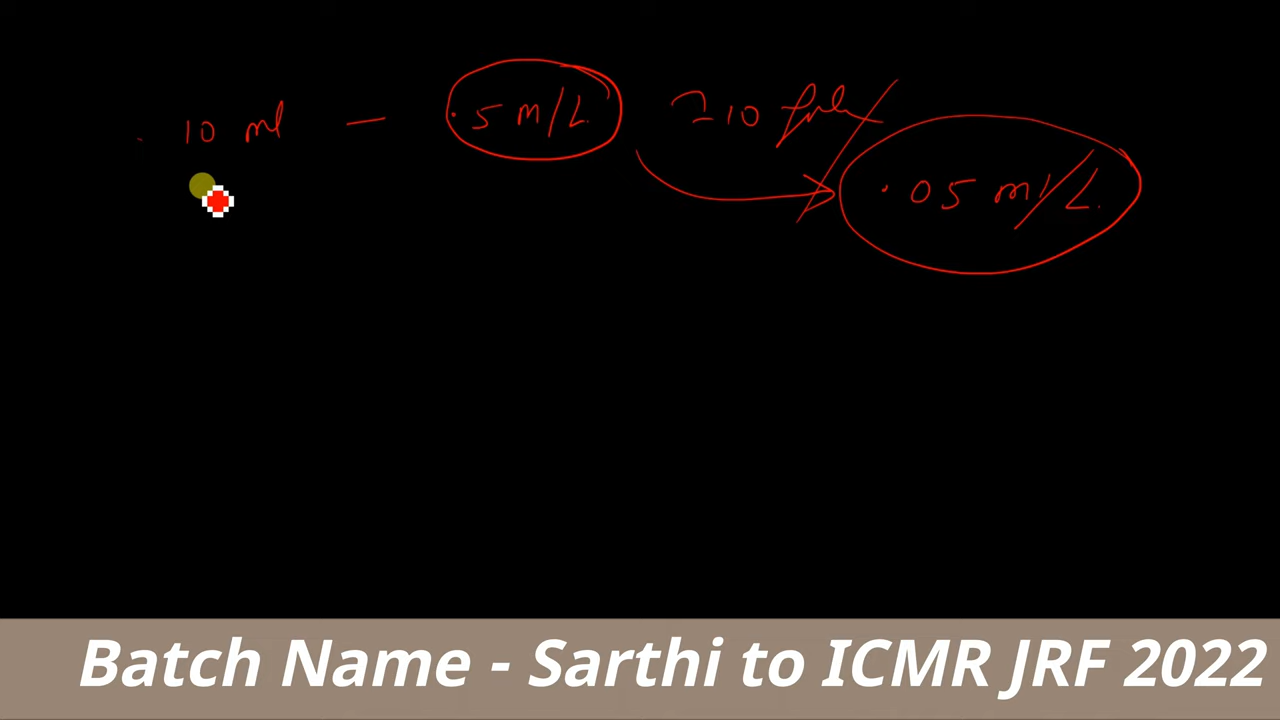 10 ml — .5 m/L 10 fold
.05 m/L.
Batch Name - Sarthi to ICMR JRF 2022